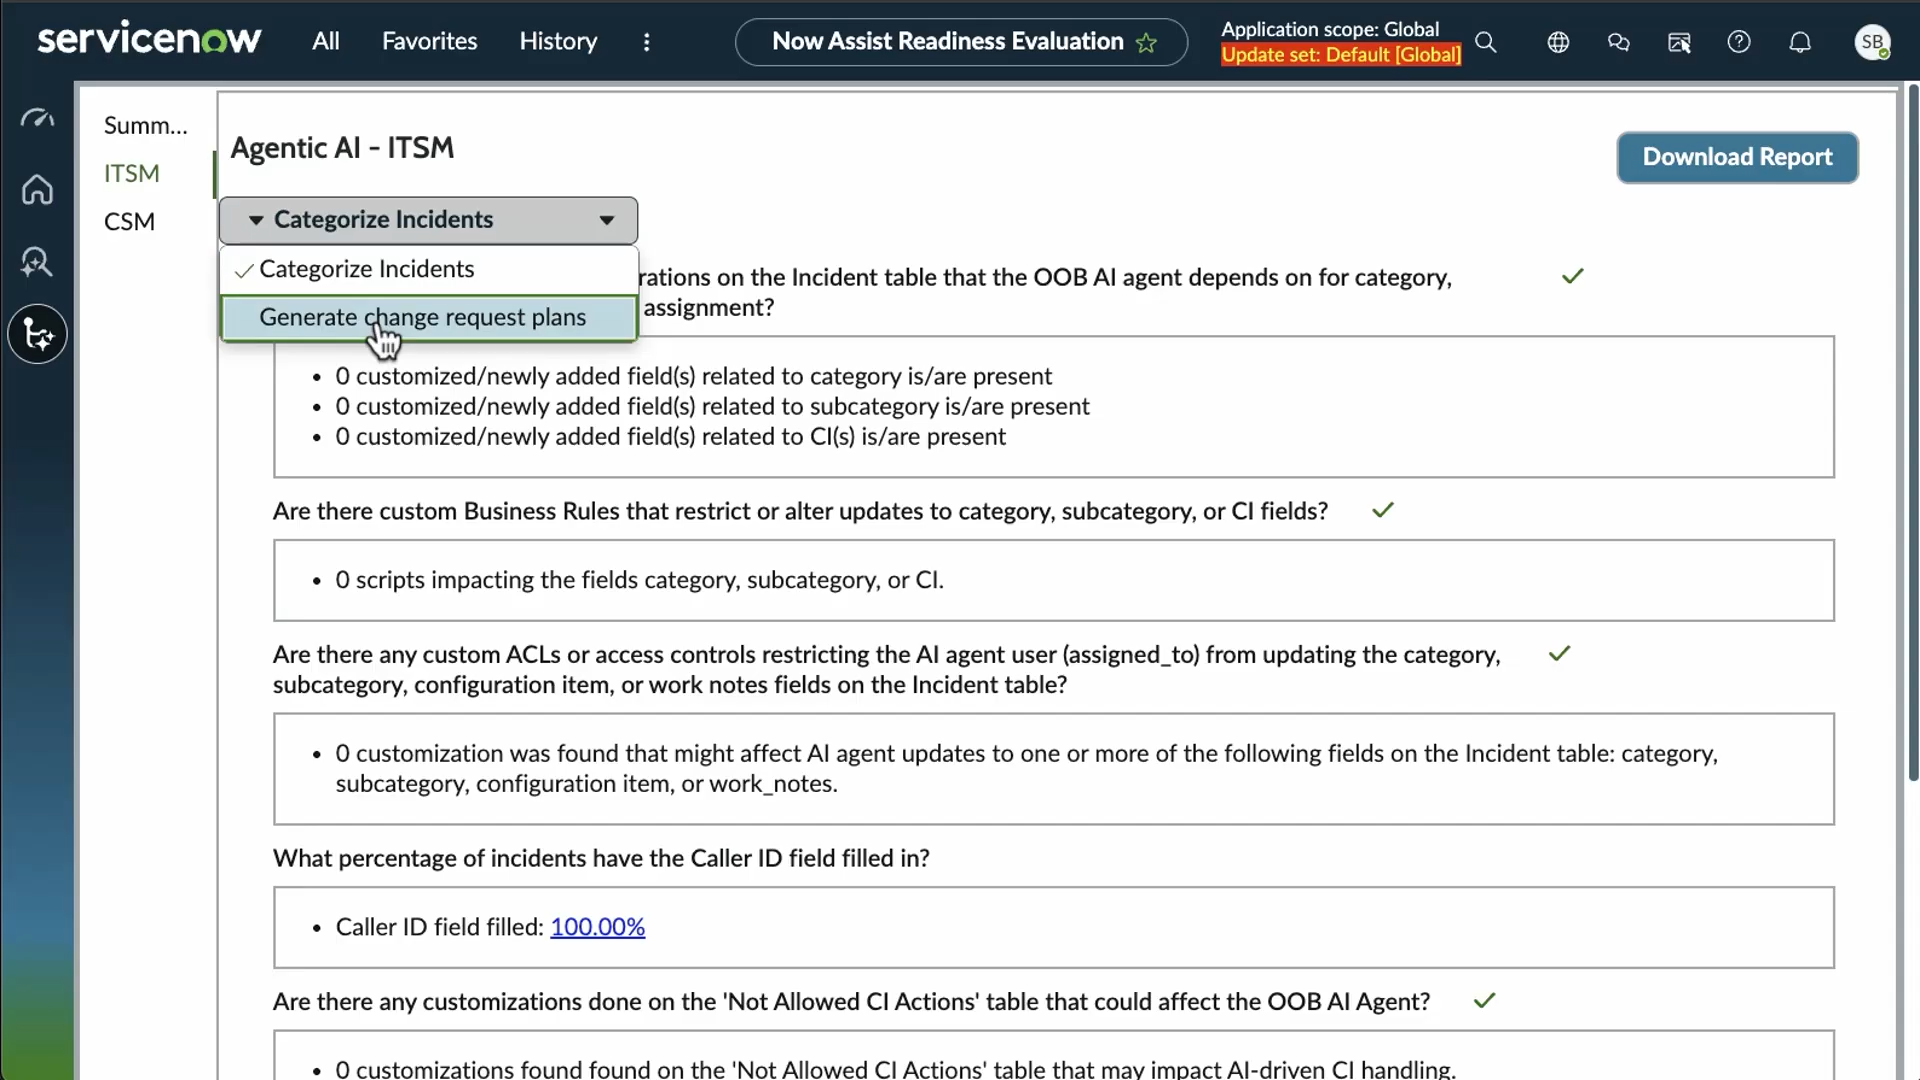 servicenow
All
Favorites
History
Now Assist Readiness Evaluation
Application scope: Global
Update set: Default [Global]
SB
Summ...
ITSM
CSM
Agentic AI - ITSM
Download Report
Categorize Incidents
Categorize Incidents
Generate change request plans
rations on the Incident table that the OOB AI agent depends on for category,
assignment?
• 0 customized/newly added field(s) related to category is/are present
• 0 customized/newly added field(s) related to subcategory is/are present
• 0 customized/newly added field(s) related to CI(s) is/are present
Are there custom Business Rules that restrict or alter updates to category, subcategory, or CI fields?
• 0 scripts impacting the fields category, subcategory, or CI.
Are there any custom ACLs or access controls restricting the AI agent user (assigned_to) from updating the category,
subcategory, configuration item, or work notes fields on the Incident table?
• 0 customization was found that might affect AI agent updates to one or more of the following fields on the Incident table: category,
subcategory, configuration item, or work_notes.
What percentage of incidents have the Caller ID field filled in?
• Caller ID field filled: 100.00%
Are there any customizations done on the 'Not Allowed CI Actions' table that could affect the OOB AI Agent?
• 0 customizations found found on the 'Not Allowed CI Actions' table that may impact AI-driven CI handling.